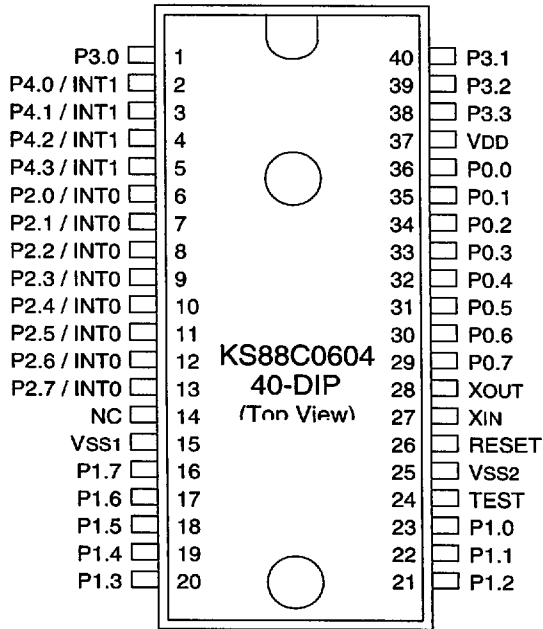 P3.0 1 40 P3.1
P4.0 / INT1 2 39 P3.2
P4.1 / INT1 3 38 P3.3
P4.2 / INT1 4 37 VDD
P4.3 / INT1 5 36 P0.0
P2.0 / INT0 6 35 P0.1
P2.1 / INT0 7 34 P0.2
P2.2 / INT0 8 33 P0.3
P2.3 / INT0 9 32 P0.4
P2.4 / INT0 10 31 P0.5
P2.5 / INT0 11 30 P0.6
P2.6 / INT0 12 KS88C0604 29 P0.7
P2.7 / INT0 13 40-DIP 28 XOUT
NC 14 (Top View) 27 XIN
VSS1 15 26 RESET
P1.7 16 25 VSS2
P1.6 17 24 TEST
P1.5 18 23 P1.0
P1.4 19 22 P1.1
P1.3 20 21 P1.2